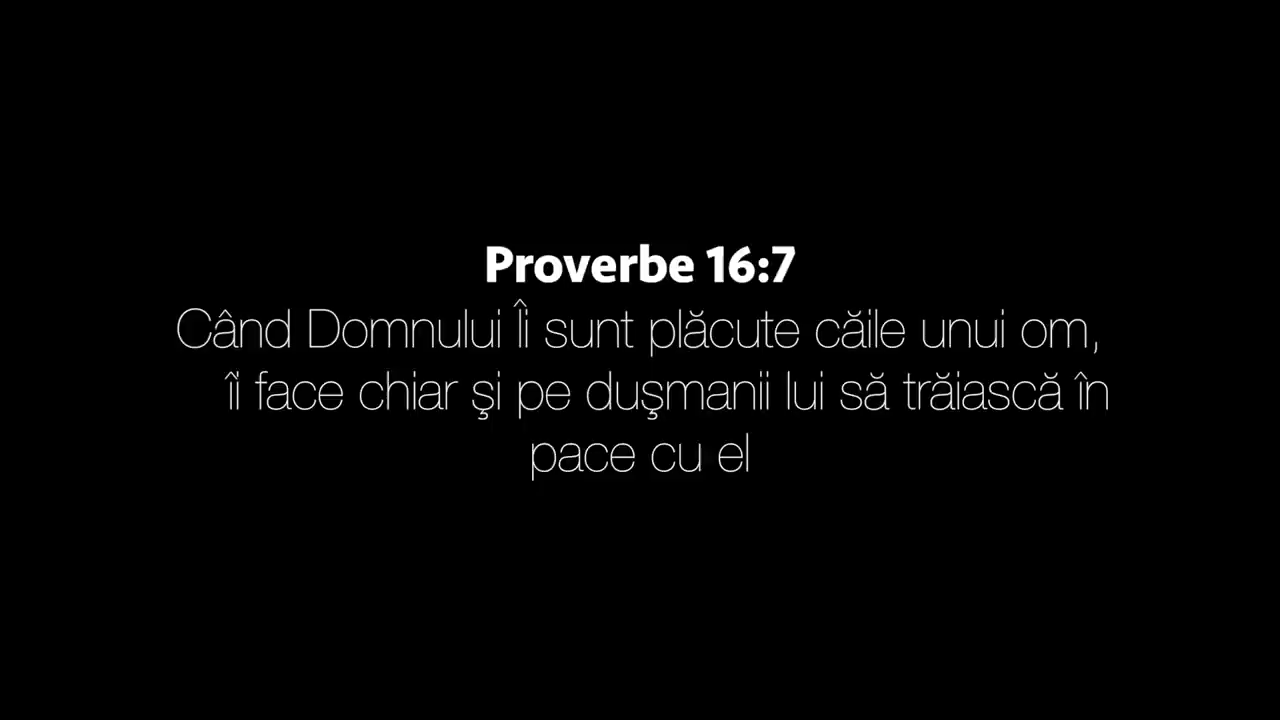 Proverbe 16:7
Când Domnului Îi sunt plăcute căile unui om,
îi face chiar şi pe duşmanii lui să trăiască în
pace cu el